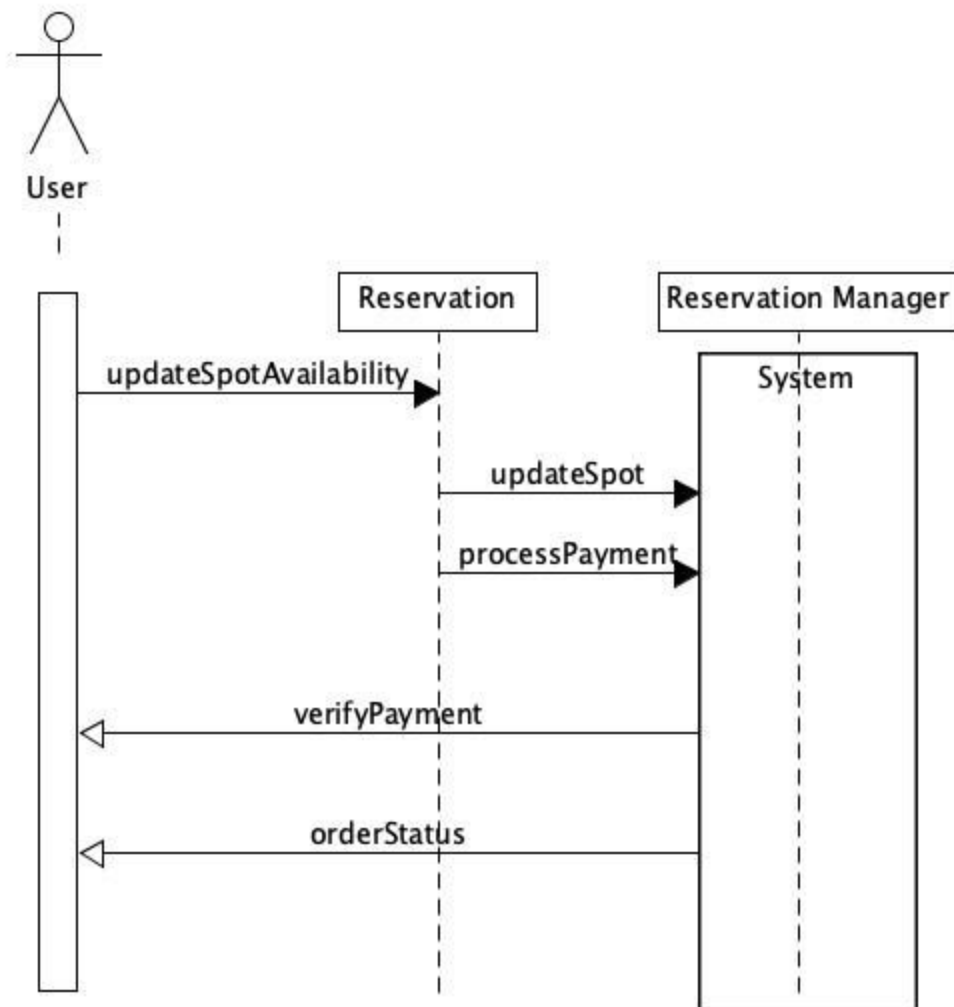 User
Reservation
Reservation Manager
System
updateSpotAvailability
updateSpot
processPayment
verifyPayment
orderStatus